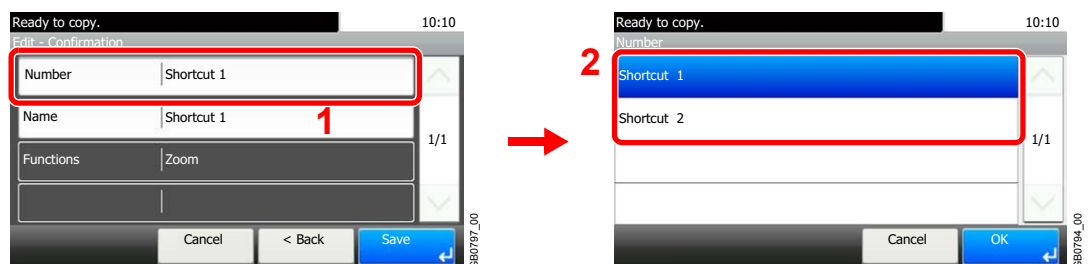 Ready to copy. 10:10
Edit - Confirmation
Number Shortcut 1
Name Shortcut 1
1
1/1
Functions Zoom
Cancel < Back Save
GB0797_00
Ready to copy. 10:10
Number
2
Shortcut 1
Shortcut 2
1/1
Cancel OK
GB0794_00